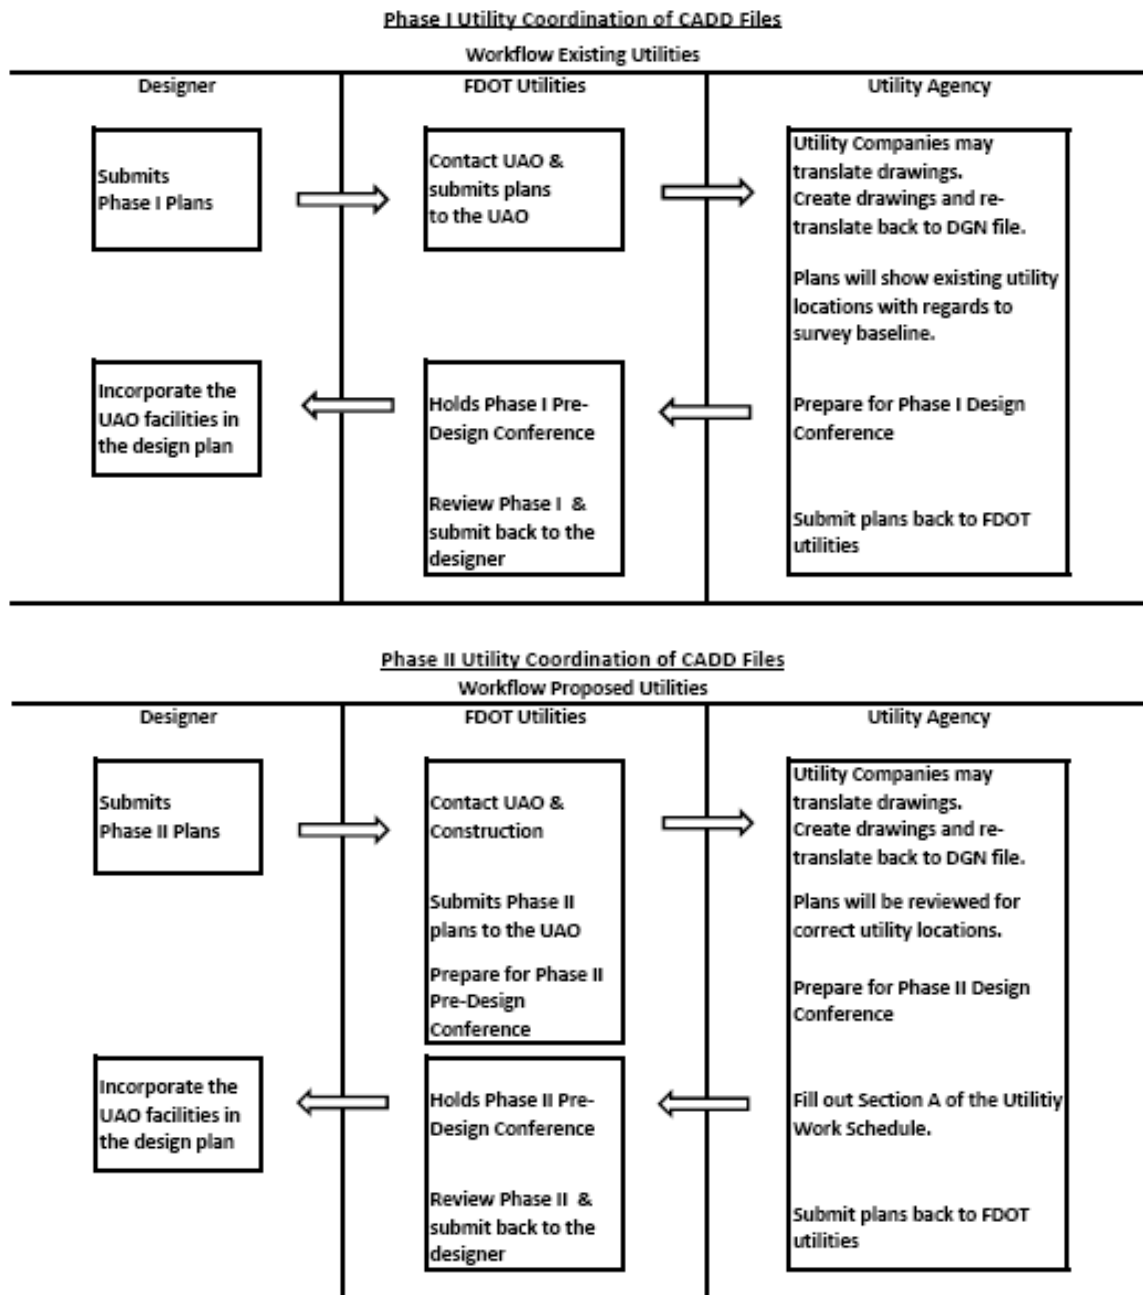 Phase I Utility Coordination of CADD Files
Workflow Existing Utilities
Designer
FDOT Utilities
Utility Agency
Submits
Phase I Plans
Contact UAO &
submits plans
to the UAO
Utility Companies may
translate drawings.
Create drawings and re-
translate back to DGN file.
Plans will show existing utility
locations with regards to
survey baseline.
Prepare for Phase I Design
Conference
Submit plans back to FDOT
utilities
Holds Phase I Pre-
Design Conference
Review Phase I &
submit back to the
designer
Incorporate the
UAO facilities in
the design plan
Phase II Utility Coordination of CADD Files
Workflow Proposed Utilities
Designer
FDOT Utilities
Utility Agency
Submits
Phase II Plans
Contact UAO &
Construction
Submits Phase II
plans to the UAO
Prepare for Phase II
Pre-Design
Conference
Utility Companies may
translate drawings.
Create drawings and re-
translate back to DGN file.
Plans will be reviewed for
correct utility locations.
Prepare for Phase II Design
Conference
Fill out Section A of the Utilitiy
Work Schedule.
Submit plans back to FDOT
utilities
Holds Phase II Pre-
Design Conference
Review Phase II &
submit back to the
designer
Incorporate the
UAO facilities in
the design plan